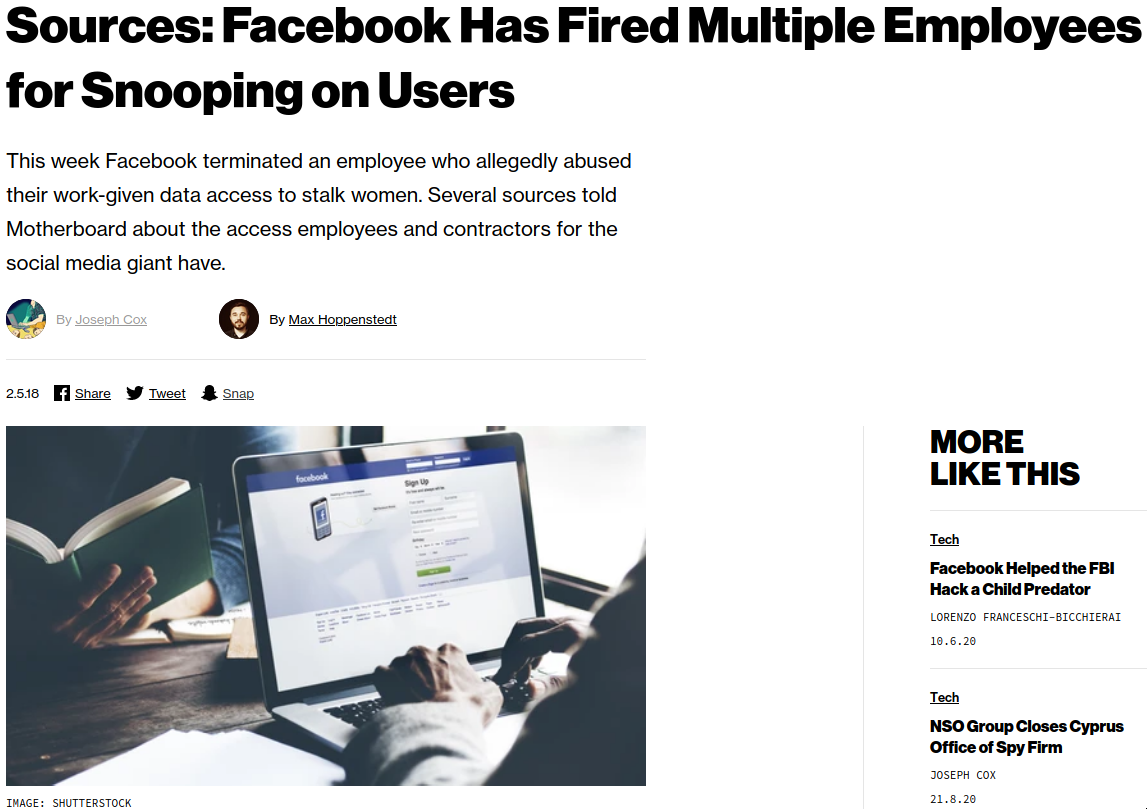 Sources: Facebook Has Fired Multiple Employees
for Snooping on Users
This week Facebook terminated an employee who allegedly abused
their work-given data access to stalk women. Several sources told
Motherboard about the access employees and contractors for the
social media giant have.
By Joseph Cox
By Max Hoppenstedt
2.5.18 Share Tweet Snap
facebook
Sign Up
MORE
LIKE THIS
Tech
Facebook Helped the FBI
Hack a Child Predator
LORENZO FRANCESCHI-BICCHIERAI
10.6.20
Tech
NSO Group Closes Cyprus
Office of Spy Firm
JOSEPH COX
21.8.20
IMAGE: SHUTTERSTOCK